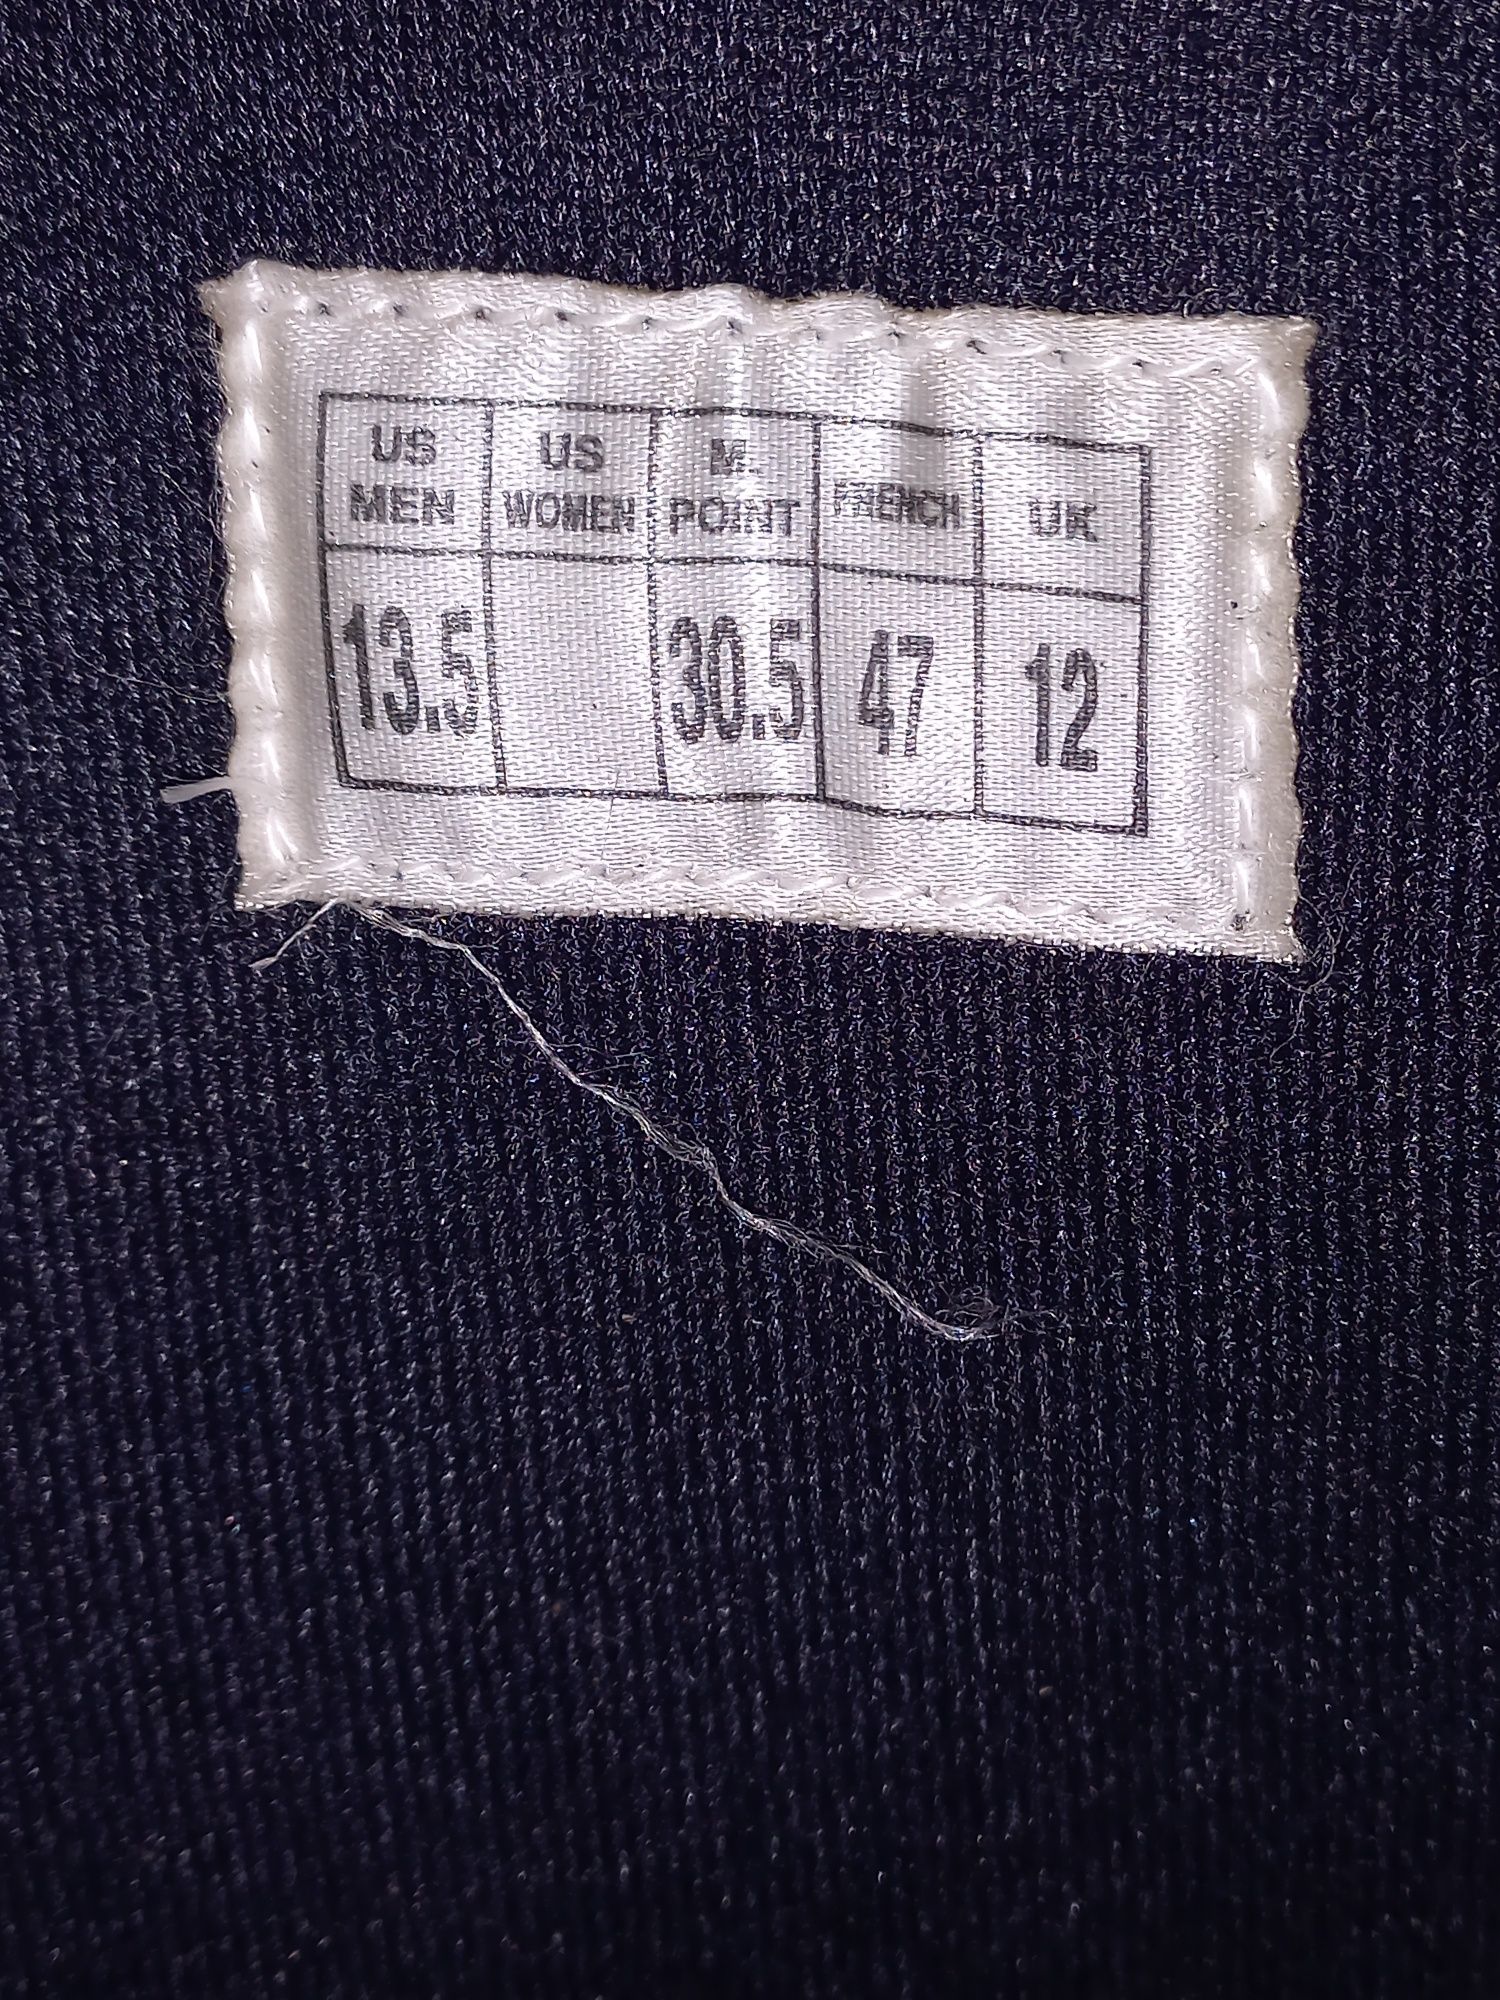 US MEN US WOMEN M. POINT FRENCH UK
13.5 30.5 47 12